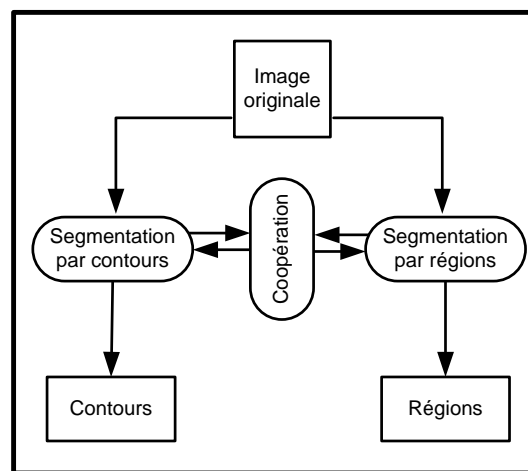 Image
originale
Segmentation
par contours
Coopération
Segmentation
par régions
Contours
Régions